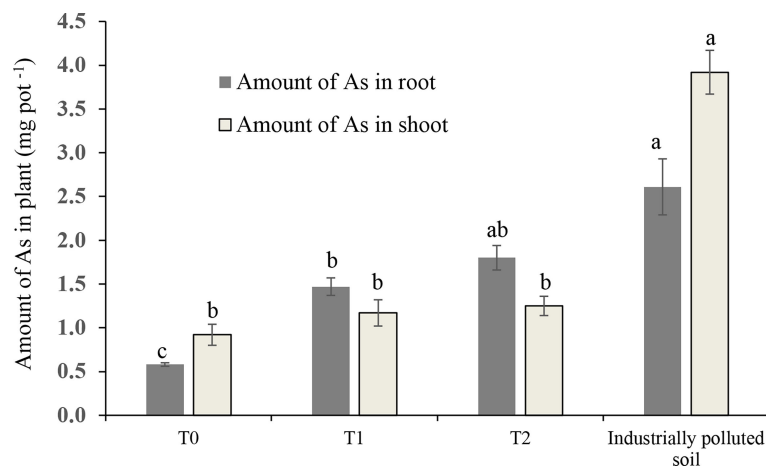 4.5
4.0
3.5
3.0
2.5
2.0
1.5
1.0
0.5
0.0
Amount of As in plant (mg pot -1)
Amount of As in root
Amount of As in shoot
c
b
b
b
ab
b
a
a
T0
T1
T2
Industrially polluted
soil